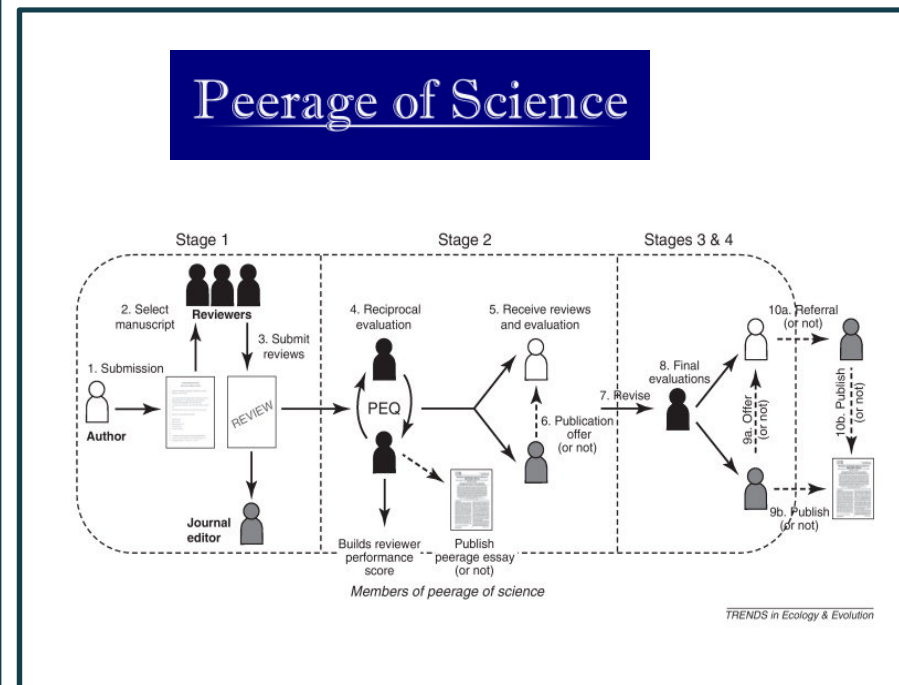 Peerage of Science
Stage 1
Stage 2
Stages 3 & 4
2. Select
manuscript
Reviewers
3. Submit
reviews
1. Submission
Author
REVIEW
Journal
editor
4. Reciprocal
evaluation
PEQ
5. Receive reviews
and evaluation
6. Publication
offer
(or not)
Builds reviewer
performance
score
Publish
peerage essay
(or not)
7. Revise
8. Final
evaluations
9a. Offer
(or not)
10a. Referral
(or not)
10b. Publish
(or not)
9b. Publish
(or not)
Members of peerage of science
TRENDS in Ecology & Evolution